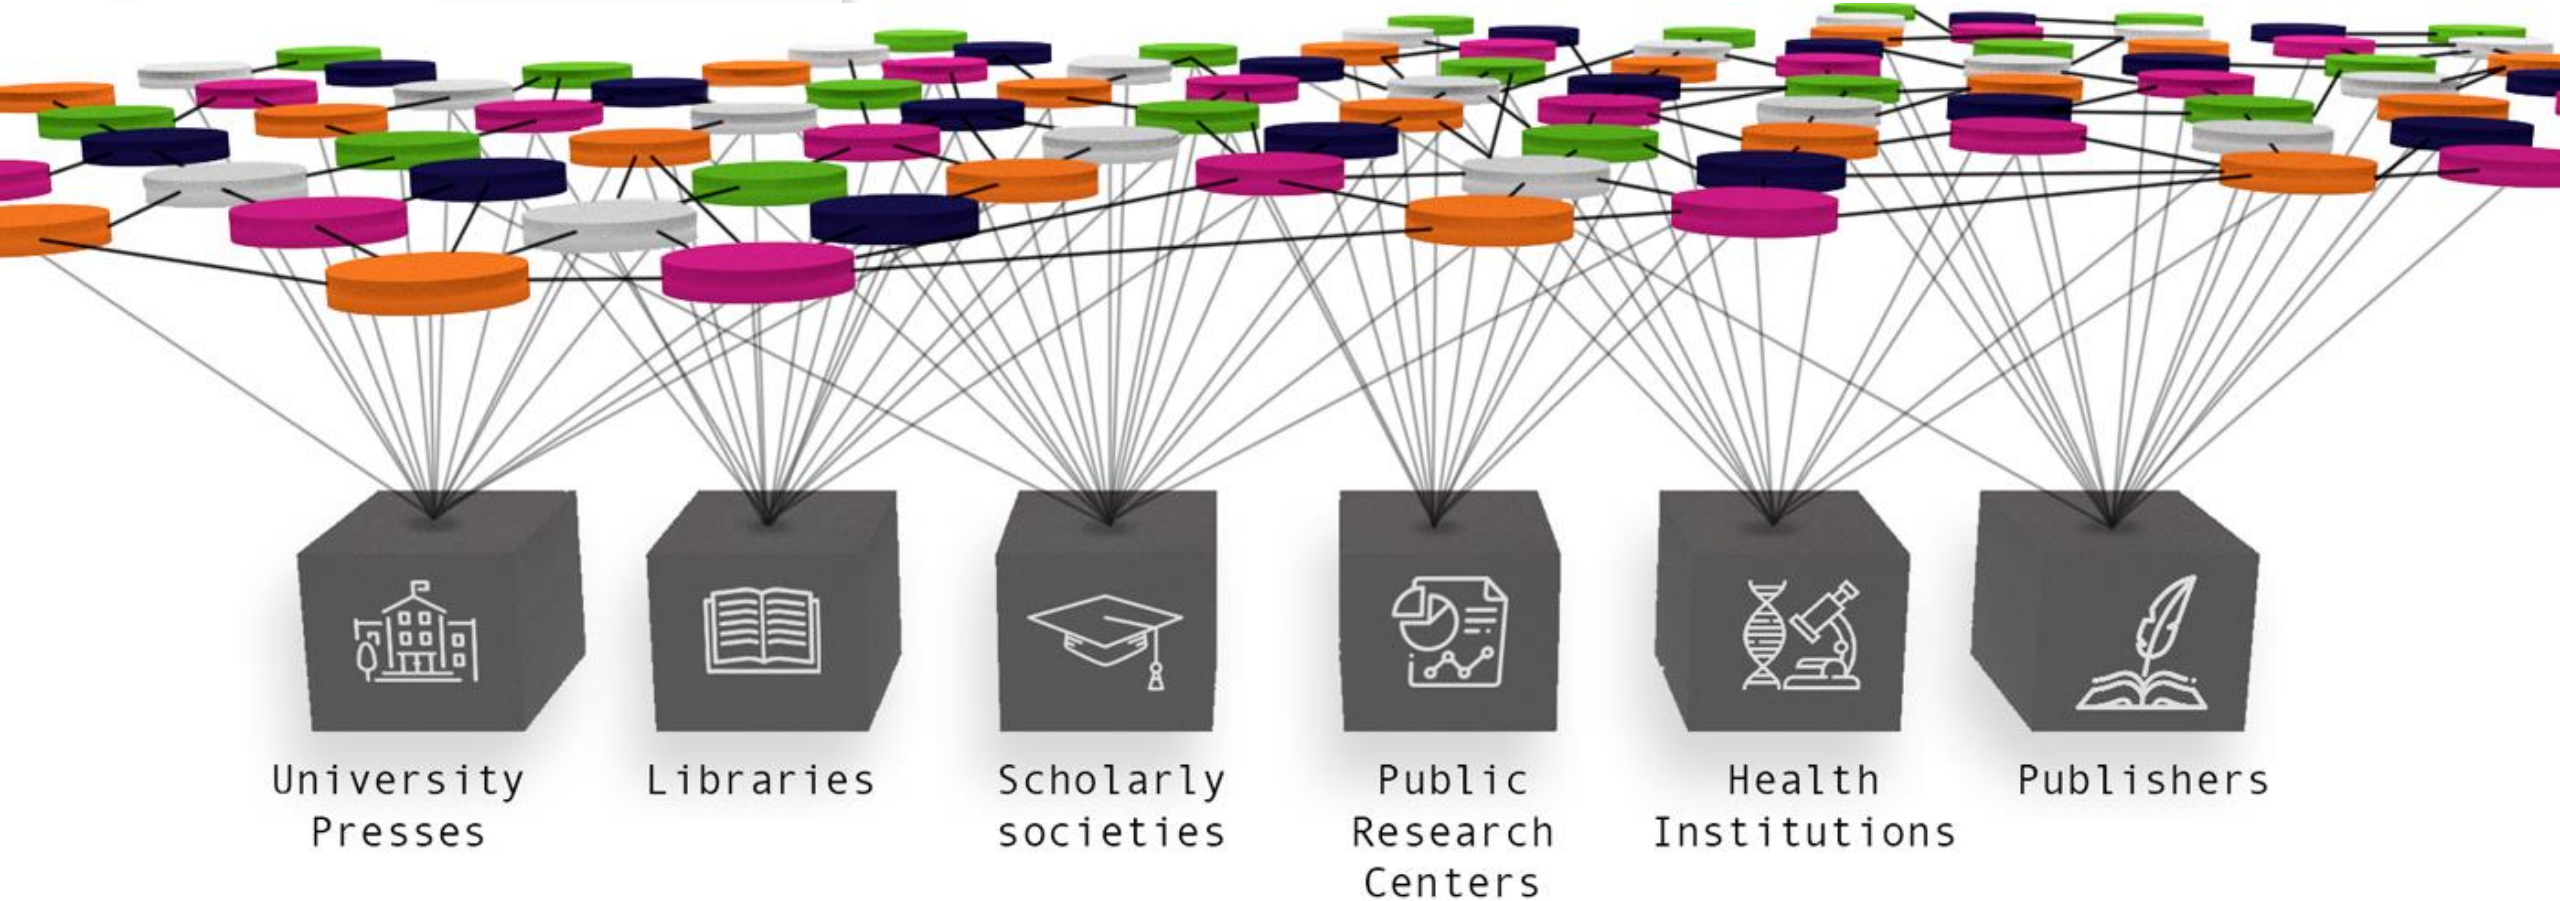 University
Presses
Libraries
Scholarly
societies
Public
Research
Centers
Health
Institutions
Publishers